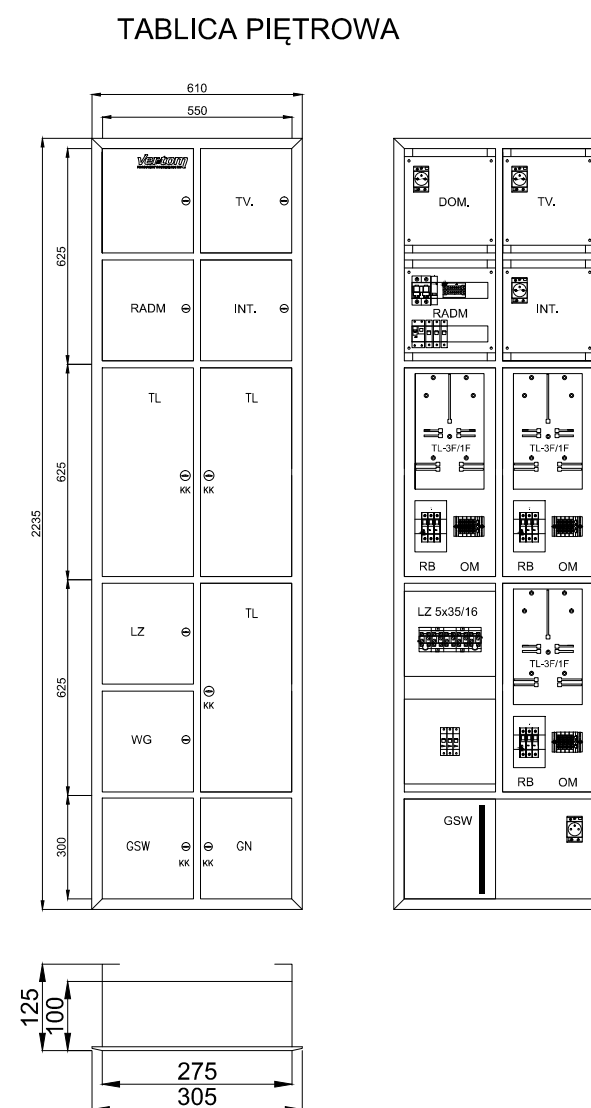 TABLICA PIĘTROWA
610
550
Vertom
TV.
DOM.
TV.
625
RADM
INT.
RADM
INT.
TL
TL
TL-3F/1F
TL-3F/1F
625
KK
KK
2235
RB
OM
RB
OM
LZ
TL
LZ 5x35/16
TL-3F/1F
625
KK
WG
RB
OM
300
GSW
GN
GSW
KK
KK
125
100
275
305